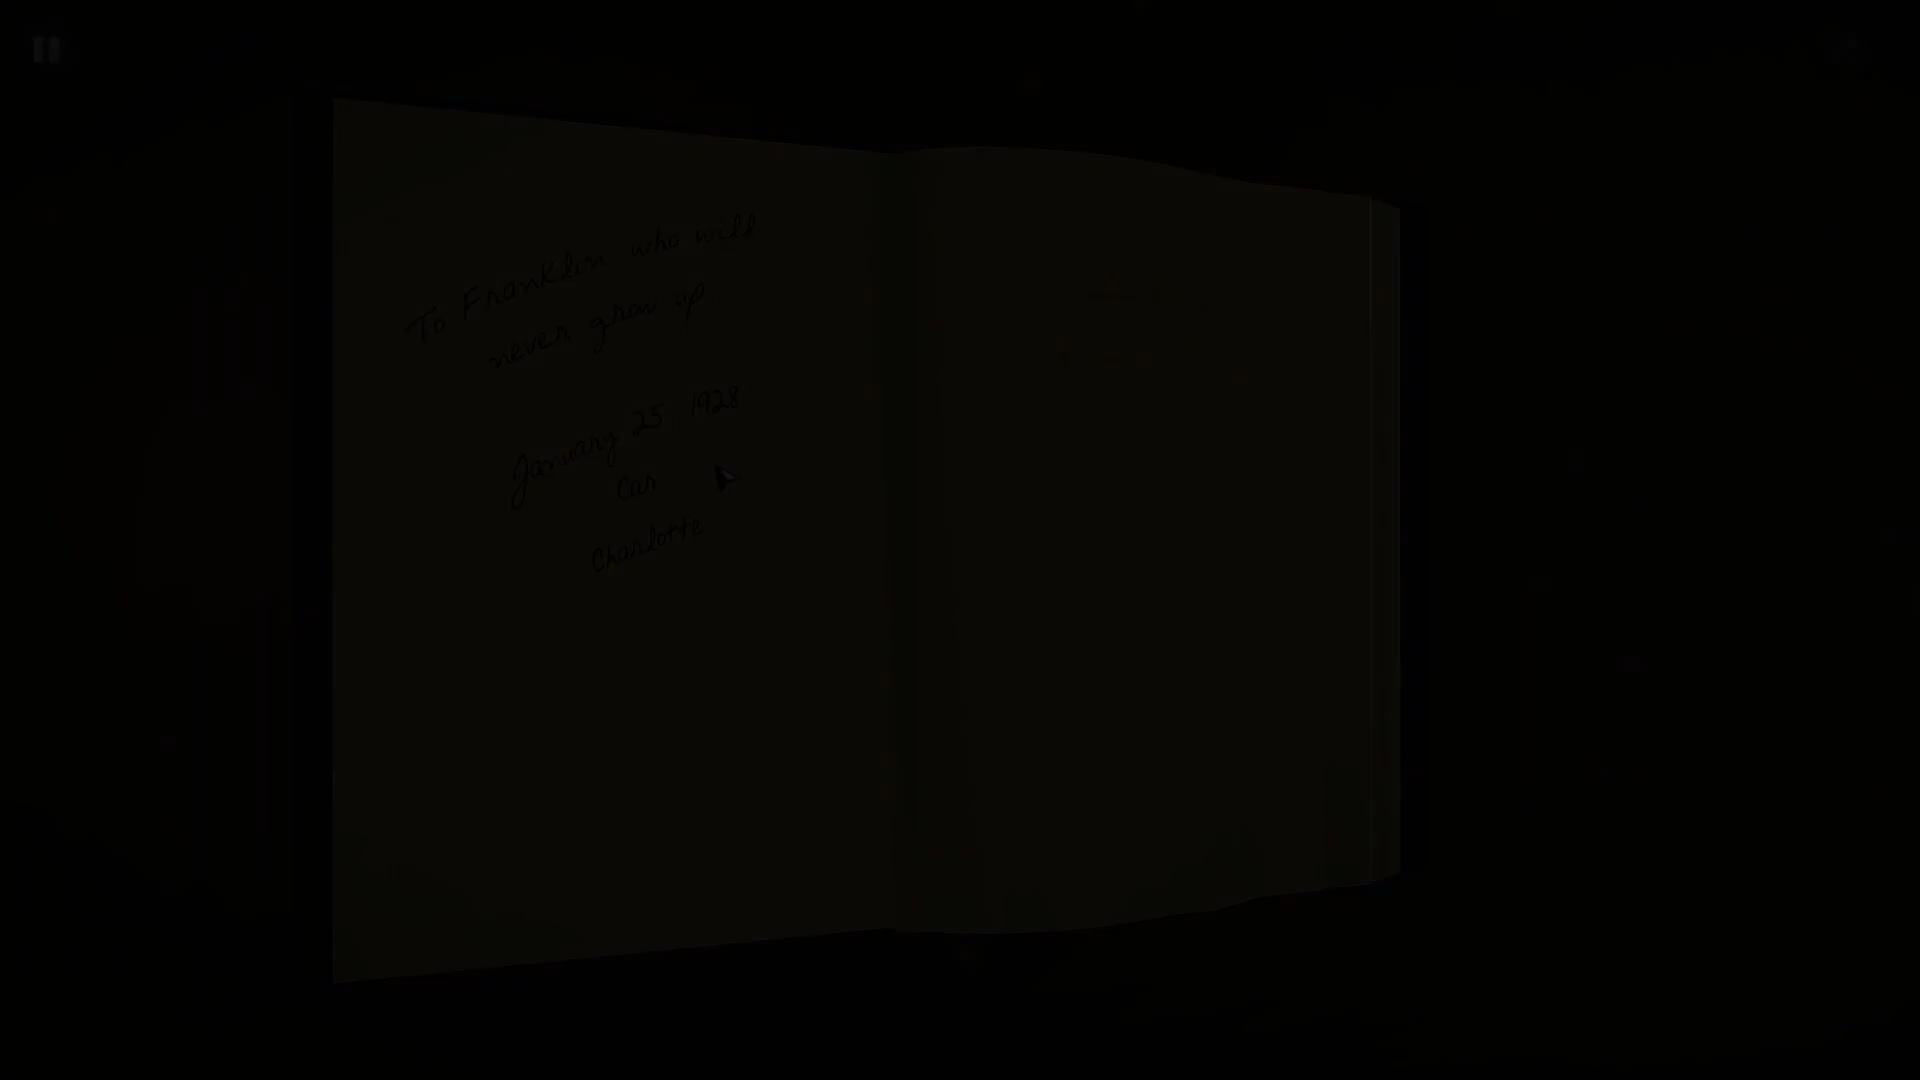 To Franklin who will
never grow up
January 25 1928
Car
Charlotte